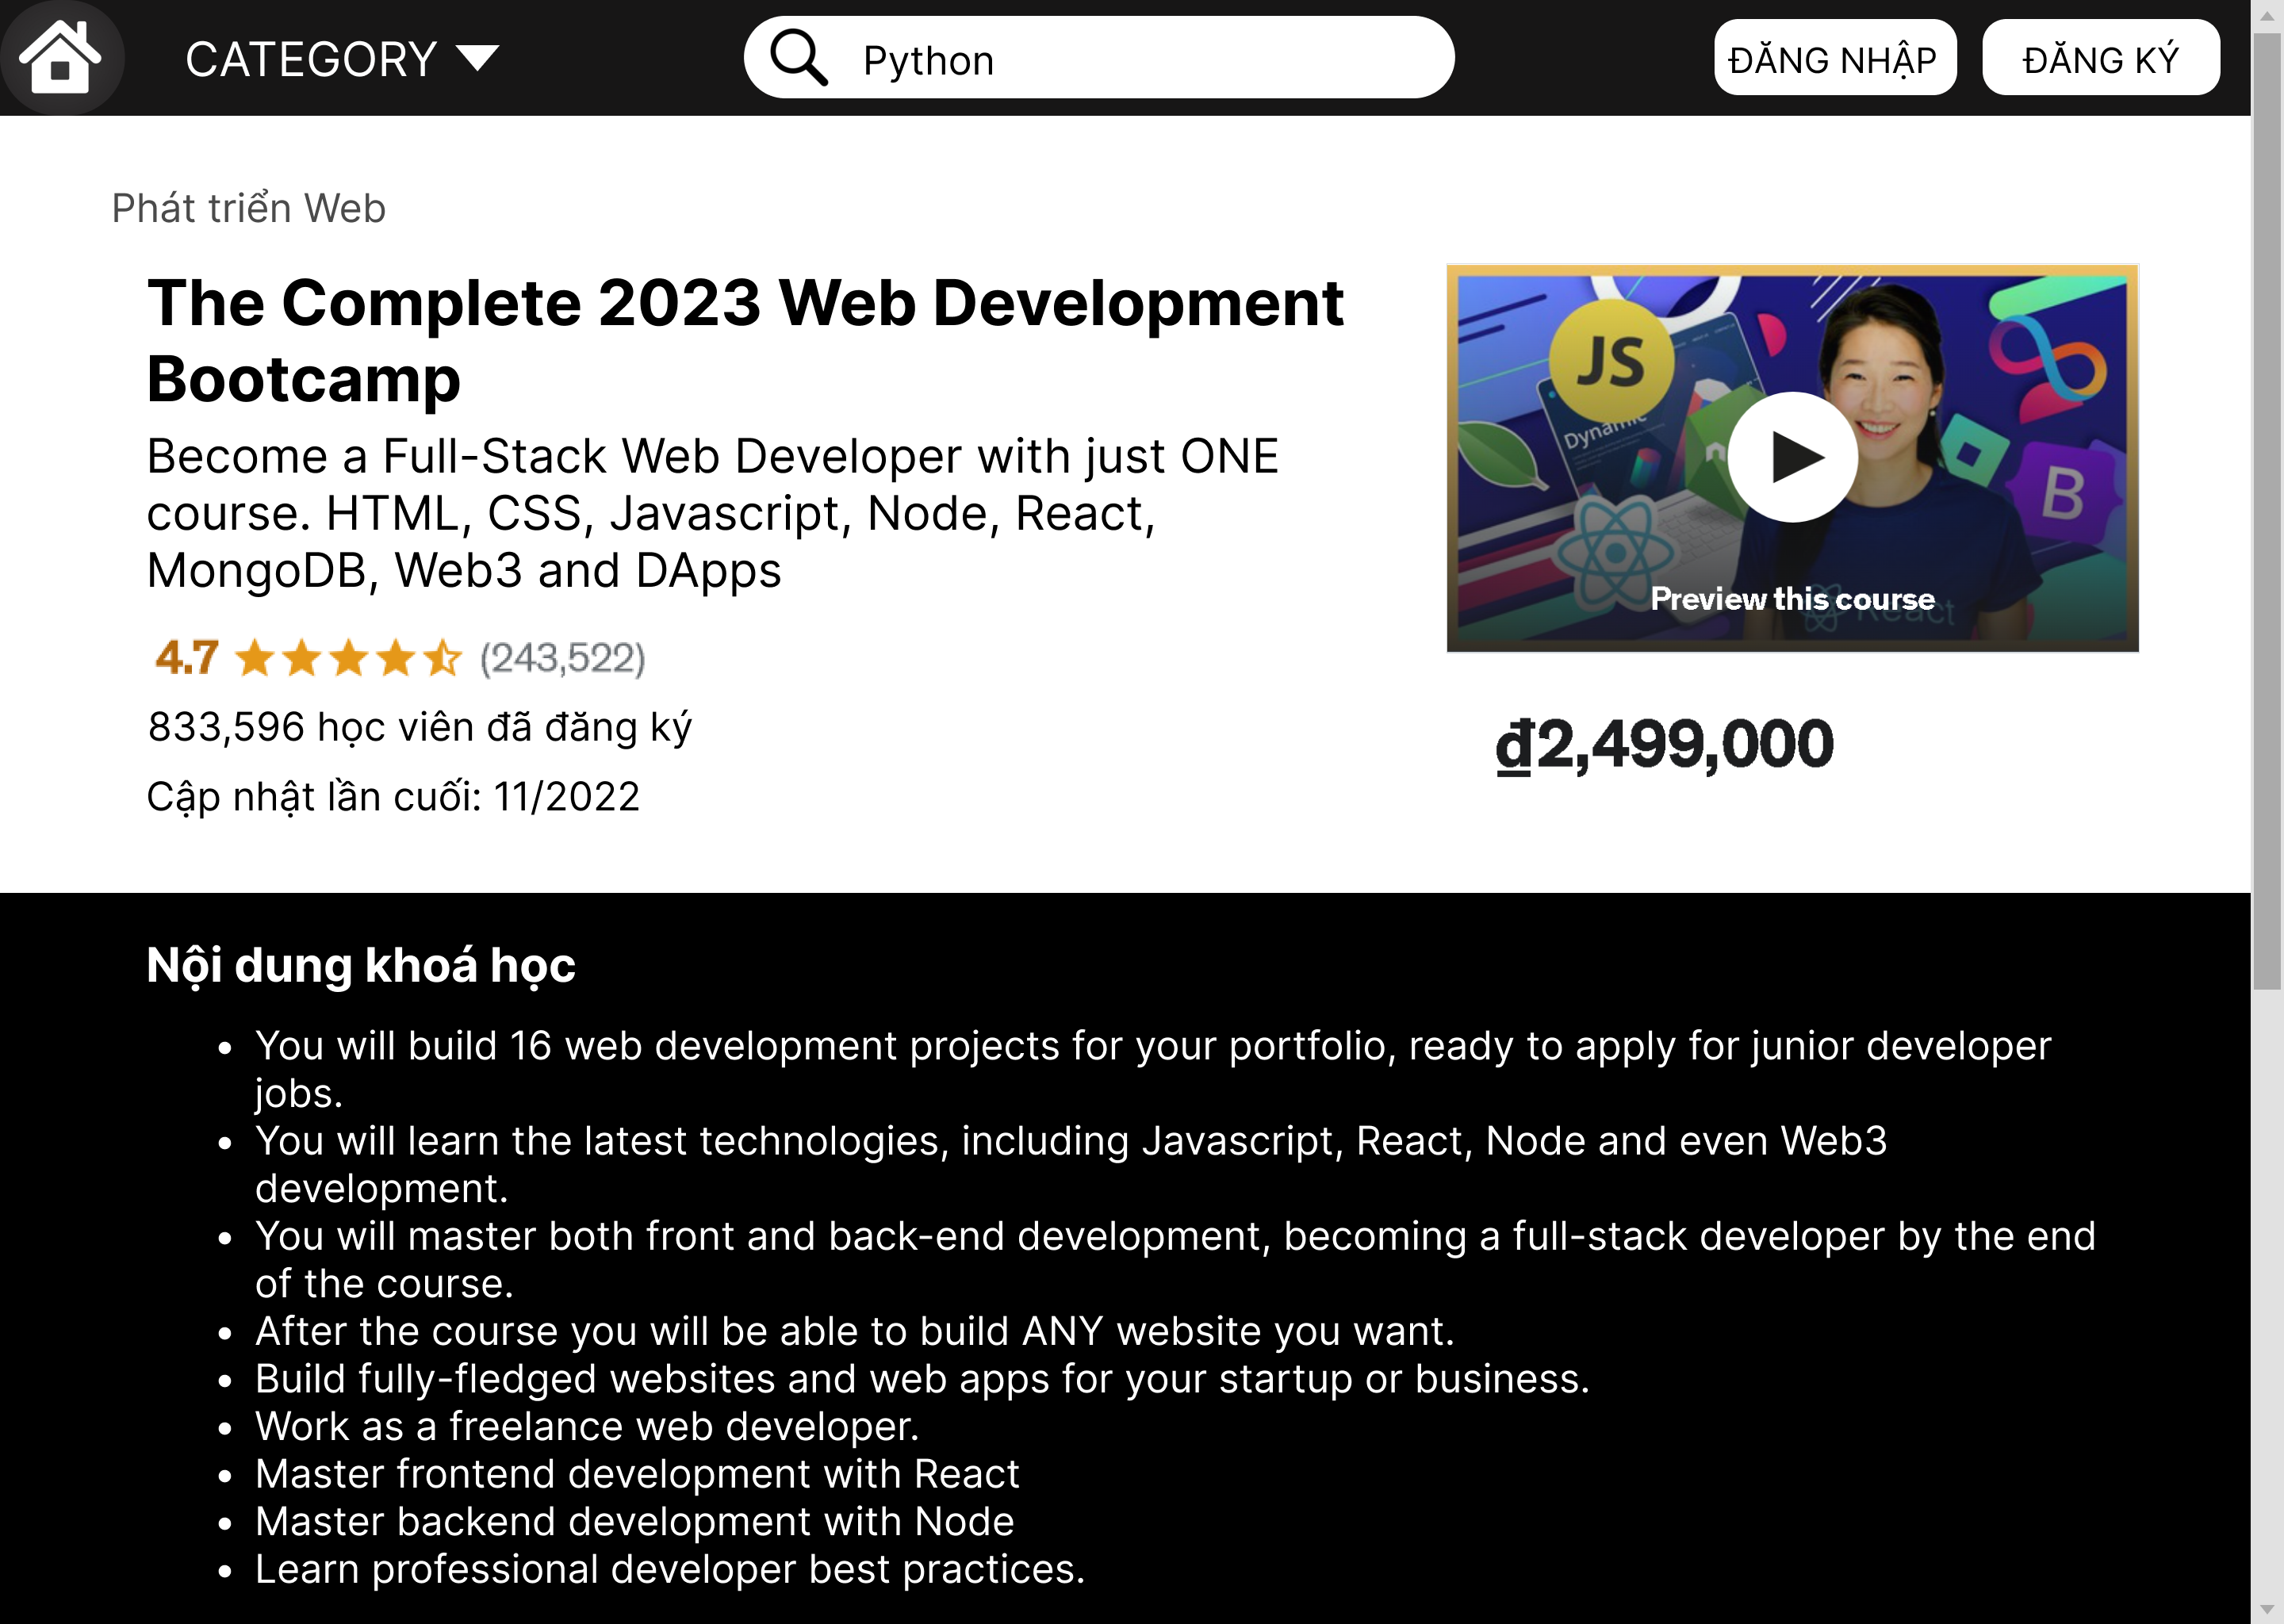 CATEGORY
Python
ĐĂNG NHẬP
ĐĂNG KÝ
Phát triển Web
The Complete 2023 Web Development
Bootcamp
Become a Full-Stack Web Developer with just ONE
course. HTML, CSS, Javascript, Node, React,
MongoDB, Web3 and DApps
4.7 (243,522)
833,596 học viên đã đăng ký
Cập nhật lần cuối: 11/2022
JS
Dynamic
B
Preview this course
React
₫2,499,000
Nội dung khoá học
• You will build 16 web development projects for your portfolio, ready to apply for junior developer
jobs.
• You will learn the latest technologies, including Javascript, React, Node and even Web3
development.
• You will master both front and back-end development, becoming a full-stack developer by the end
of the course.
• After the course you will be able to build ANY website you want.
• Build fully-fledged websites and web apps for your startup or business.
• Work as a freelance web developer.
• Master frontend development with React
• Master backend development with Node
• Learn professional developer best practices.